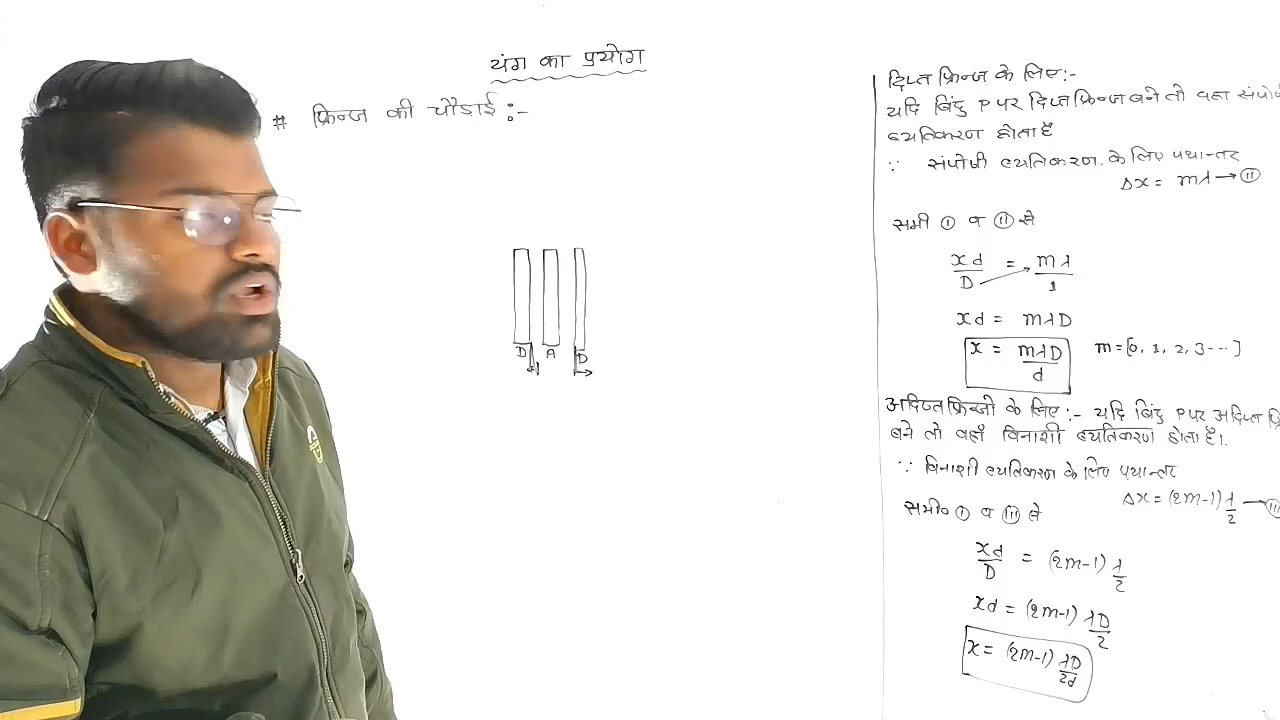 यंग का प्रयोग
# फ्रिन्ज की चौड़ाई :-
D A D
दिप्त फ्रिन्ज के लिए:-
यदि बिंदु P पर दिप्त फ्रिन्ज बने तो वहा
व्यतिकरण होता हैं
∵ संपोषी व्यतिकरण के लिए पथान्तर
Δx = mλ → II
समी I व II से
xd/D = mλ/1
xd = mλD
x = mλD/d m = [0, 1, 2, 3 ---]
अदिप्त फ्रिन्जो के लिए:- यदि बिंदु P पर अदिप्त
बने तो वहाँ विनाशी व्यतिकरण होता है।
∵ विनाशी व्यतिकरण के लिए पथान्तर
Δx = (2m-1) λ/2 → III
समी० I व III से
xd/D = (2m-1) λ/2
xd = (2m-1) λD/2
x = (2m-1) λD/2d